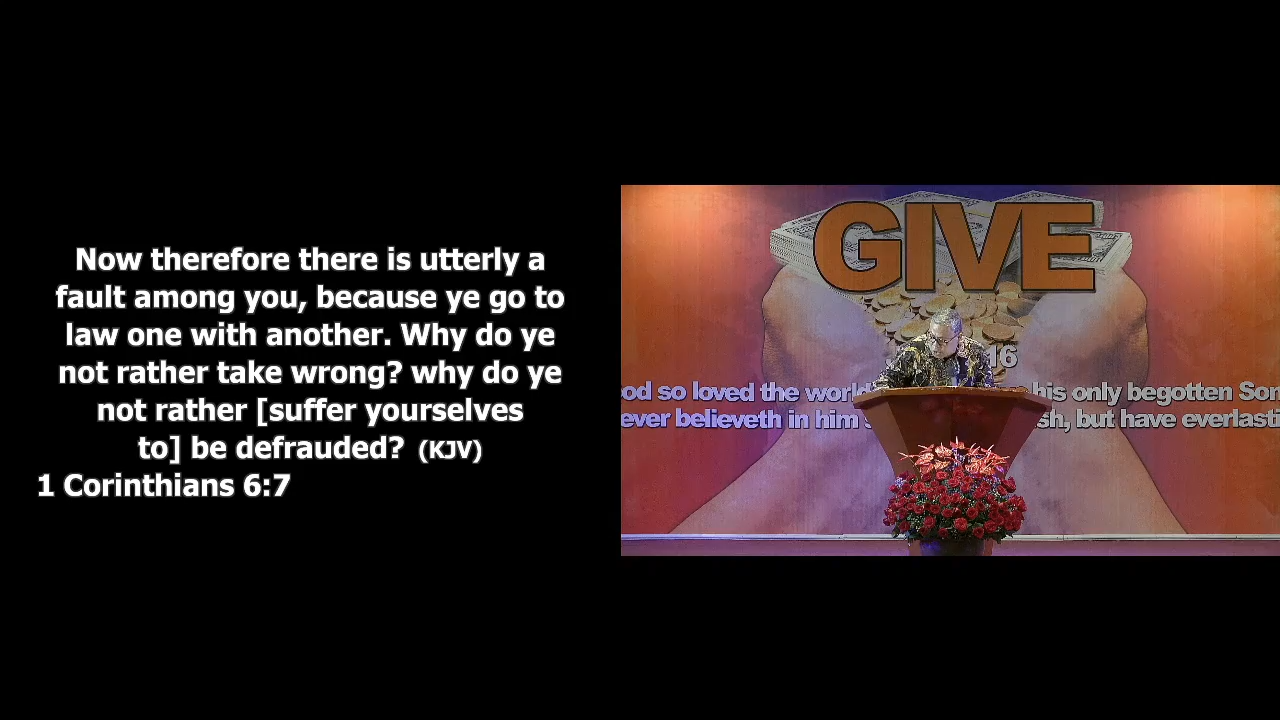 Now therefore there is utterly a
fault among you, because ye go to
law one with another. Why do ye
not rather take wrong? why do ye
not rather [suffer yourselves
to] be defrauded? (KJV)
1 Corinthians 6:7
GIVE
16
od so loved the world his only begotten Son
ever believeth in him sh, but have everlasti